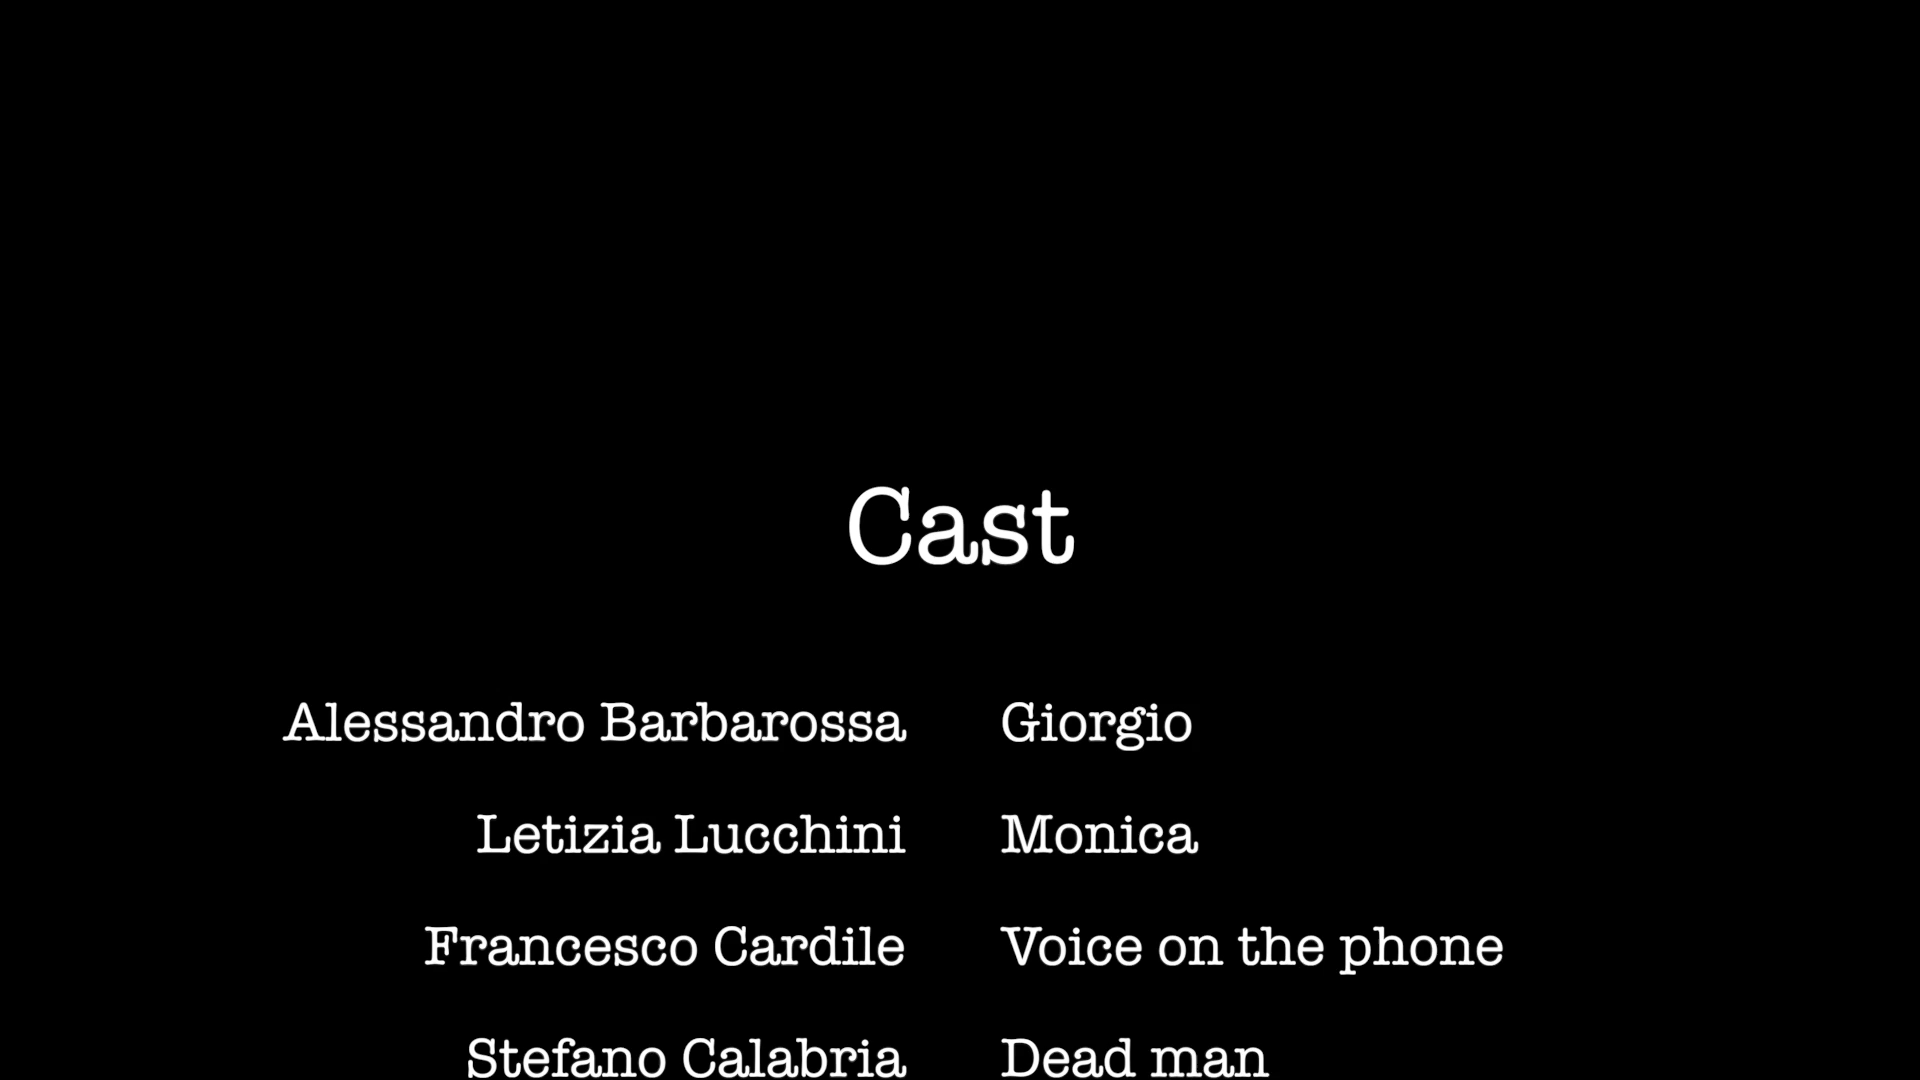 Cast
Alessandro Barbarossa Giorgio
Letizia Lucchini Monica
Francesco Cardile Voice on the phone
Stefano Calabria Dead man